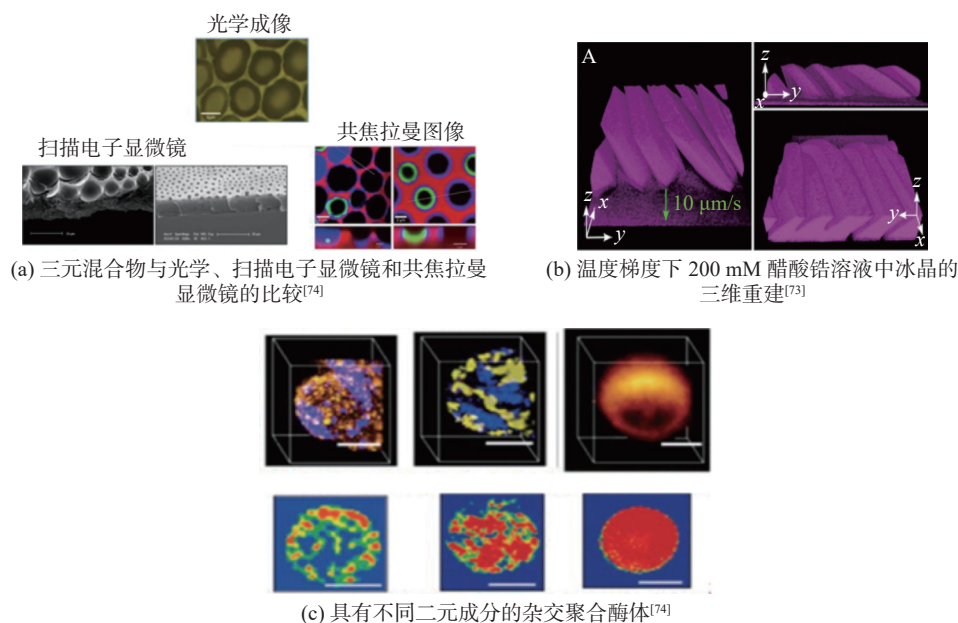 光学成像
扫描电子显微镜
共焦拉曼图像
(a) 三元混合物与光学、扫描电子显微镜和共焦拉曼
显微镜的比较[74]
A
z
x y
10 μm/s
z
x
y
z
y
x
(b) 温度梯度下 200 mM 醋酸锆溶液中冰晶的
三维重建[73]
(c) 具有不同二元成分的杂交聚合酶体[74]